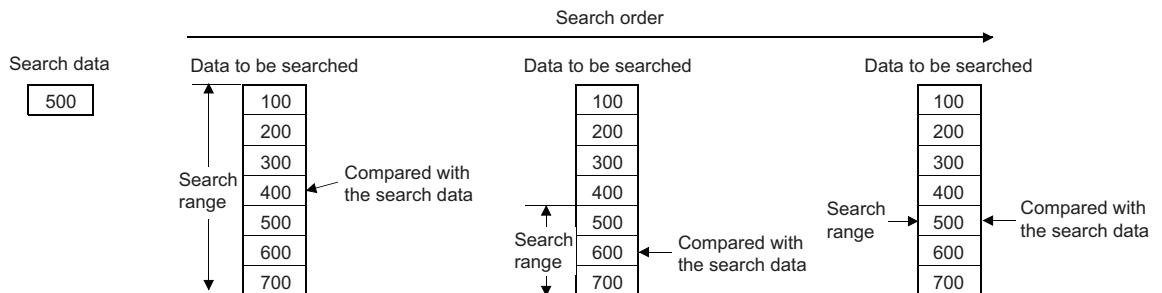 Search order
Search data
500
Data to be searched
100
200
300
400
500
600
700
Search
range
Compared with
the search data
Data to be searched
100
200
300
400
500
600
700
Search
range
Compared with
the search data
Data to be searched
100
200
300
400
500
600
700
Search
range
Compared with
the search data